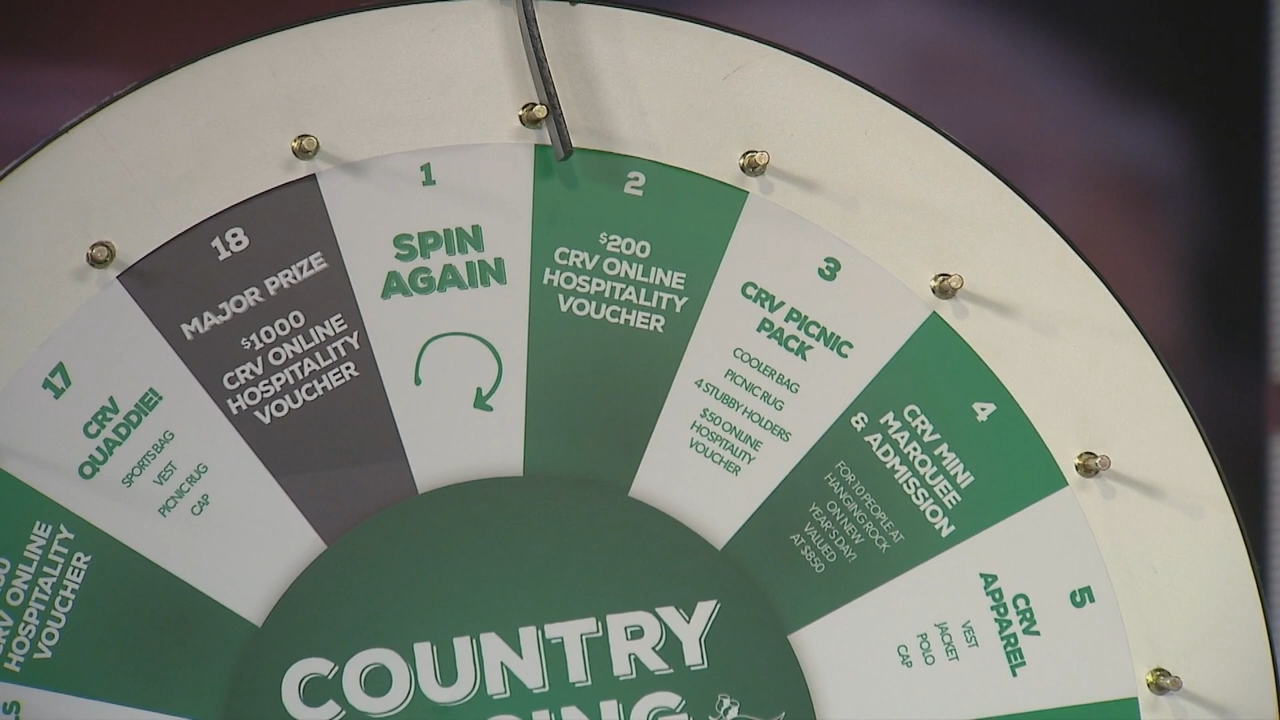 17
CRV
QUADDIE!
SPORTS BAG
VEST
PICNIC RUG
CAP
18
MAJOR PRIZE
$1000
CRV ONLINE
HOSPITALITY
VOUCHER
1
SPIN
AGAIN
2
$200
CRV ONLINE
HOSPITALITY
VOUCHER
3
CRV PICNIC
PACK
COOLER BAG
PICNIC RUG
4 STUBBY HOLDERS
$50 ONLINE
HOSPITALITY
VOUCHER
4
CRV MINI
MARQUEE
& ADMISSION
FOR 10 PEOPLE AT
HANGING ROCK
ON NEW
YEAR'S DAY!
VALUED
AT $850
5
CRV
APPAREL
VEST
JACKET
POLO
CAP
ONLINE
HOSPITALITY
VOUCHER
COUNTRY